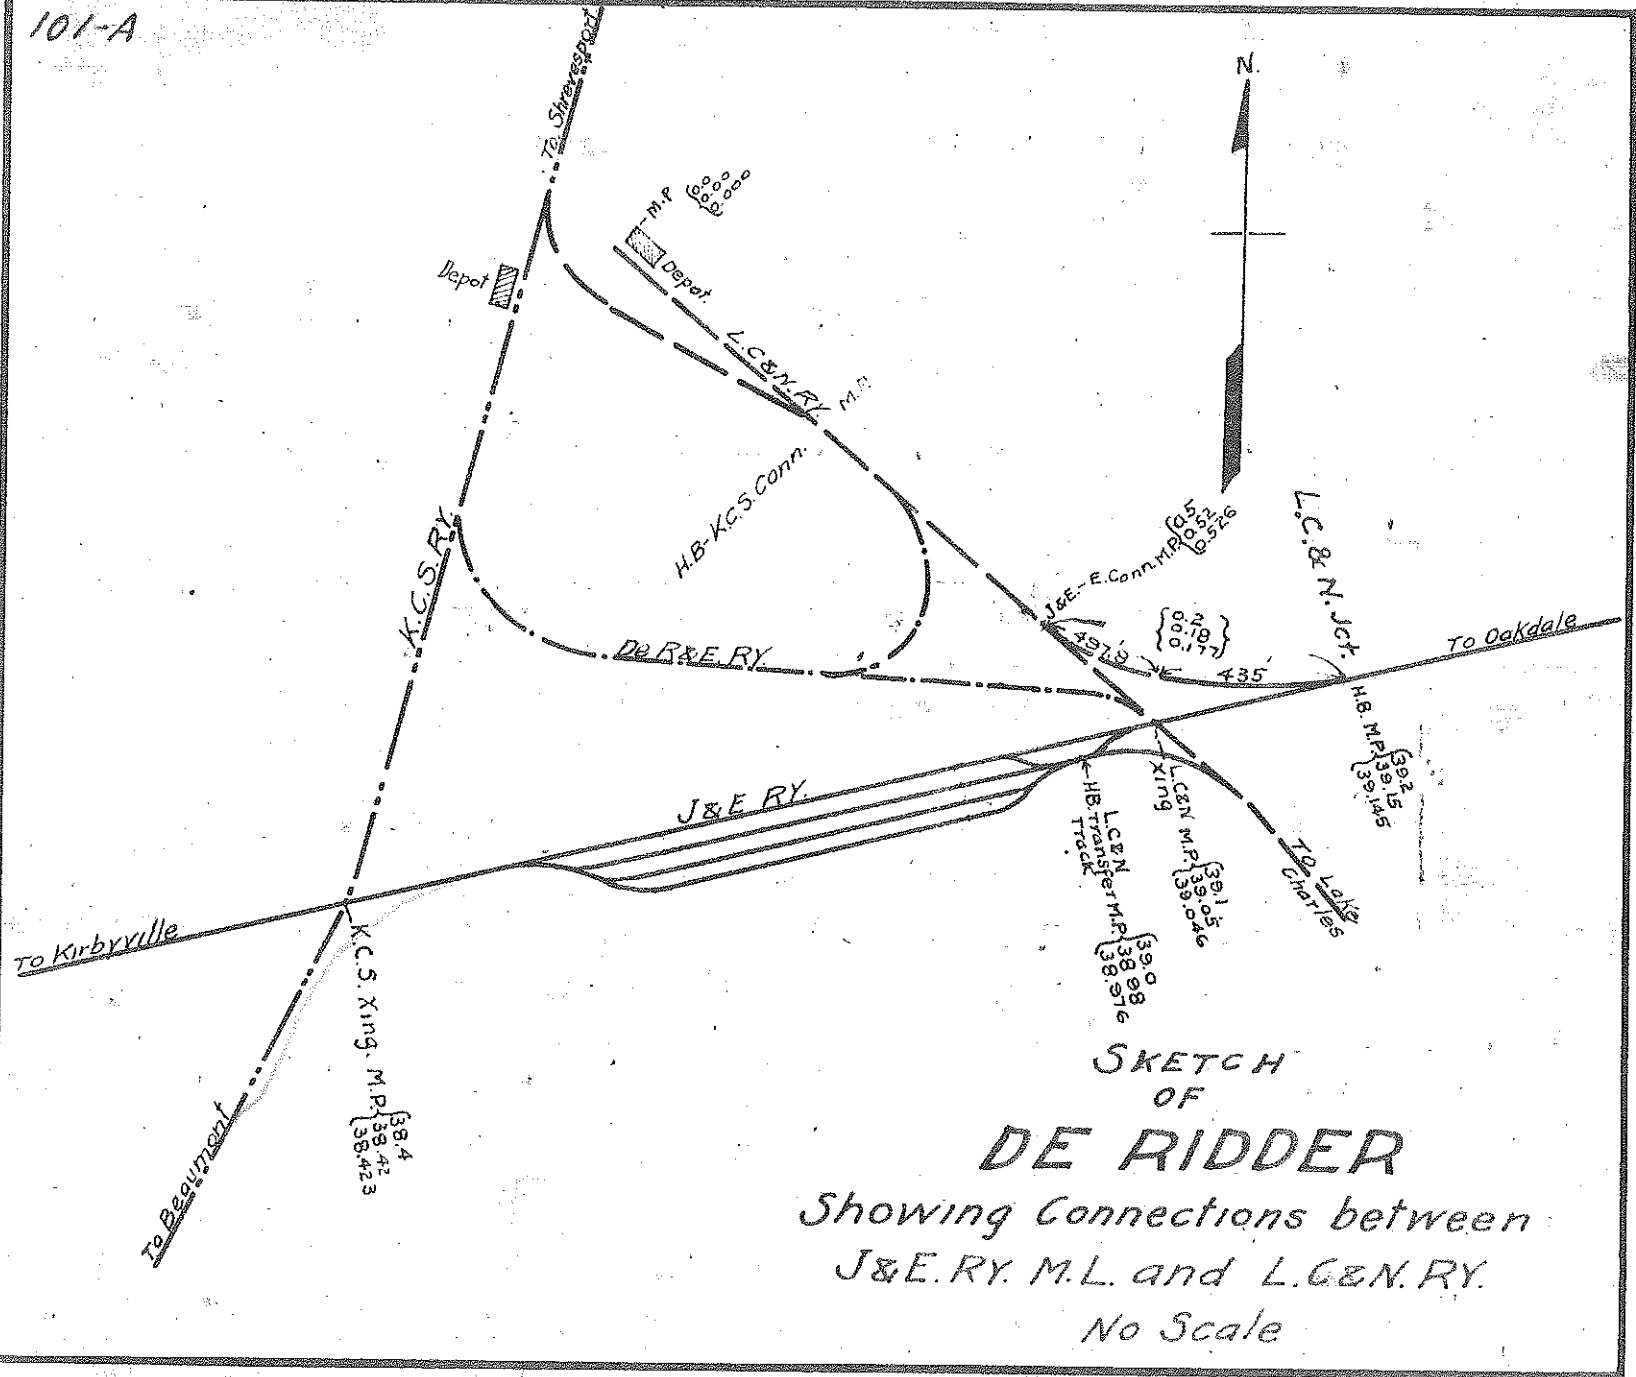 101-A
To Shreveport
N.
M.P. {0.0
0.00
0.000
Depot
Depot.
L.C.&N.RY.
M.P.
H.B-K.C.S.Conn.
K.C.S.RY.
De R&E.RY.
J&E.-E.Conn.M.P. {0.5
0.52
0.526
L.C.&N. Jct.
{0.2
0.18
0.177}
497.8'
435'
To Oakdale
H.B. M.P. {39.2
39.15
39.145
J&E RY.
L.C&N M.P. {39.1
Xing {39.05
39.046
L.C&N
H.B. Transfer M.P. {39.0
Track {38.98
38.976
To Lake
Charles
To Kirbyville
K.C.S. Xing. M.P. {38.4
38.42
38.423
To Beaumont
SKETCH
OF
DE RIDDER
Showing Connections between
J&E.RY. M.L. and L.C&N.RY.
No Scale